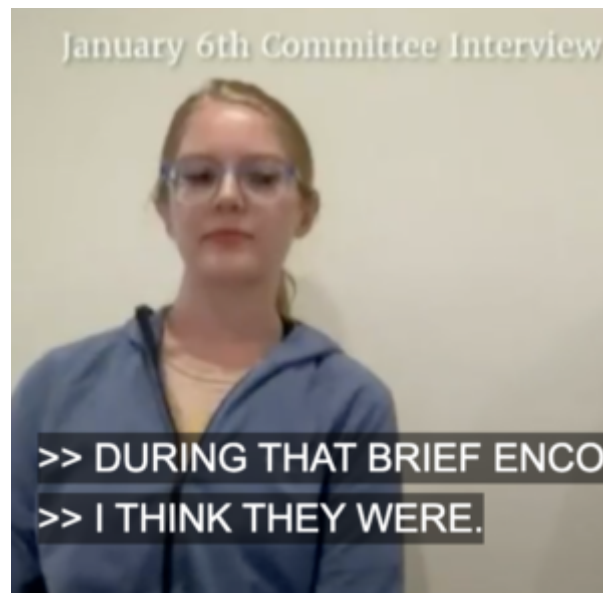 January 6th Committee Interview
>> DURING THAT BRIEF ENCO
>> I THINK THEY WERE.